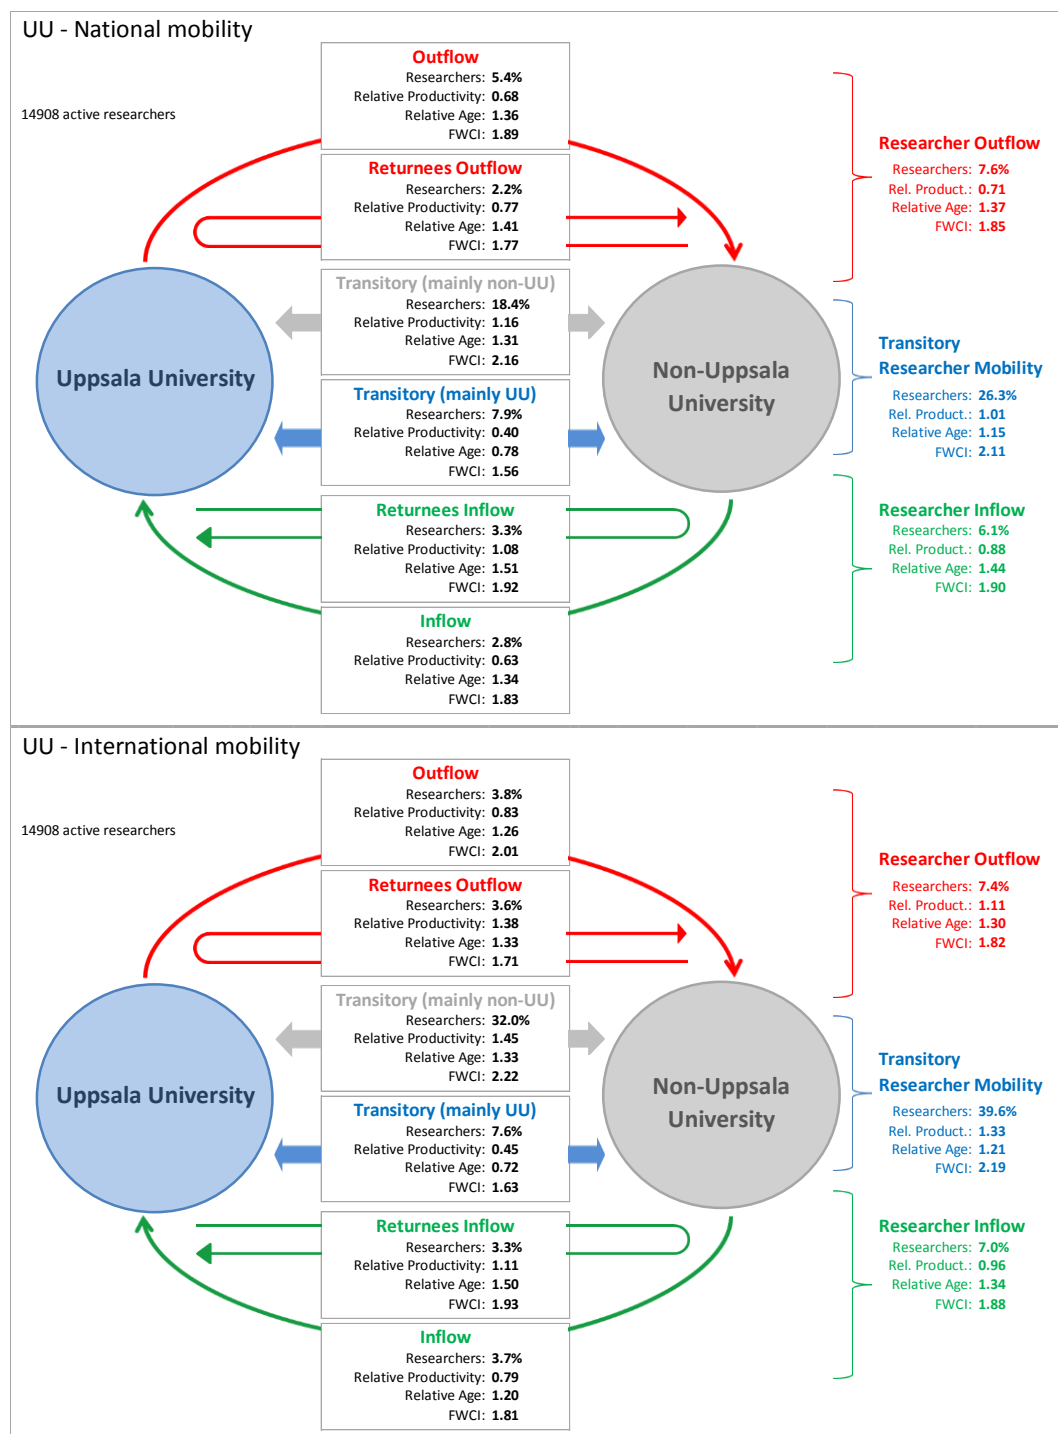 UU - National mobility
14908 active researchers
Outflow
Researchers: 5.4%
Relative Productivity: 0.68
Relative Age: 1.36
FWCI: 1.89
Returnees Outflow
Researchers: 2.2%
Relative Productivity: 0.77
Relative Age: 1.41
FWCI: 1.77
Transitory (mainly non-UU)
Researchers: 18.4%
Relative Productivity: 1.16
Relative Age: 1.31
FWCI: 2.16
Transitory (mainly UU)
Researchers: 7.9%
Relative Productivity: 0.40
Relative Age: 0.78
FWCI: 1.56
Returnees Inflow
Researchers: 3.3%
Relative Productivity: 1.08
Relative Age: 1.51
FWCI: 1.92
Inflow
Researchers: 2.8%
Relative Productivity: 0.63
Relative Age: 1.34
FWCI: 1.83
Uppsala University
Non-Uppsala
University
Researcher Outflow
Researchers: 7.6%
Rel. Product.: 0.71
Relative Age: 1.37
FWCI: 1.85
Transitory
Researcher Mobility
Researchers: 26.3%
Rel. Product.: 1.01
Relative Age: 1.15
FWCI: 2.11
Researcher Inflow
Researchers: 6.1%
Rel. Product.: 0.88
Relative Age: 1.44
FWCI: 1.90
UU - International mobility
14908 active researchers
Outflow
Researchers: 3.8%
Relative Productivity: 0.83
Relative Age: 1.26
FWCI: 2.01
Returnees Outflow
Researchers: 3.6%
Relative Productivity: 1.38
Relative Age: 1.33
FWCI: 1.71
Transitory (mainly non-UU)
Researchers: 32.0%
Relative Productivity: 1.45
Relative Age: 1.33
FWCI: 2.22
Transitory (mainly UU)
Researchers: 7.6%
Relative Productivity: 0.45
Relative Age: 0.72
FWCI: 1.63
Returnees Inflow
Researchers: 3.3%
Relative Productivity: 1.11
Relative Age: 1.50
FWCI: 1.93
Inflow
Researchers: 3.7%
Relative Productivity: 0.79
Relative Age: 1.20
FWCI: 1.81
Uppsala University
Non-Uppsala
University
Researcher Outflow
Researchers: 7.4%
Rel. Product.: 1.11
Relative Age: 1.30
FWCI: 1.82
Transitory
Researcher Mobility
Researchers: 39.6%
Rel. Product.: 1.33
Relative Age: 1.21
FWCI: 2.19
Researcher Inflow
Researchers: 7.0%
Rel. Product.: 0.96
Relative Age: 1.34
FWCI: 1.88